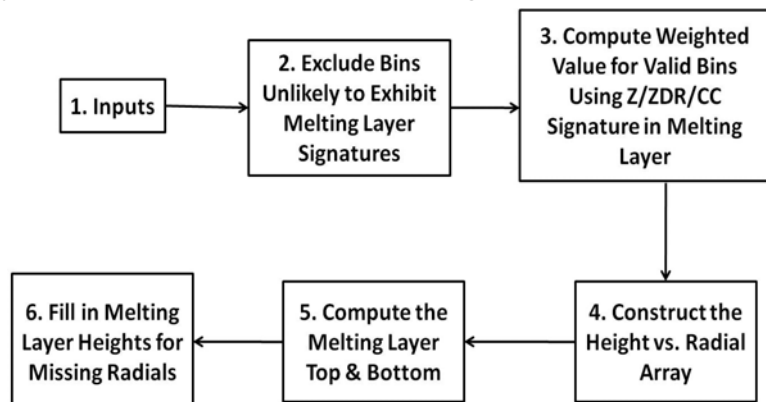 1. Inputs
2. Exclude Bins
Unlikely to Exhibit
Melting Layer
Signatures
3. Compute Weighted
Value for Valid Bins
Using Z/ZDR/CC
Signature in Melting
Layer
4. Construct the
Height vs. Radial
Array
5. Compute the
Melting Layer
Top & Bottom
6. Fill in Melting
Layer Heights for
Missing Radials